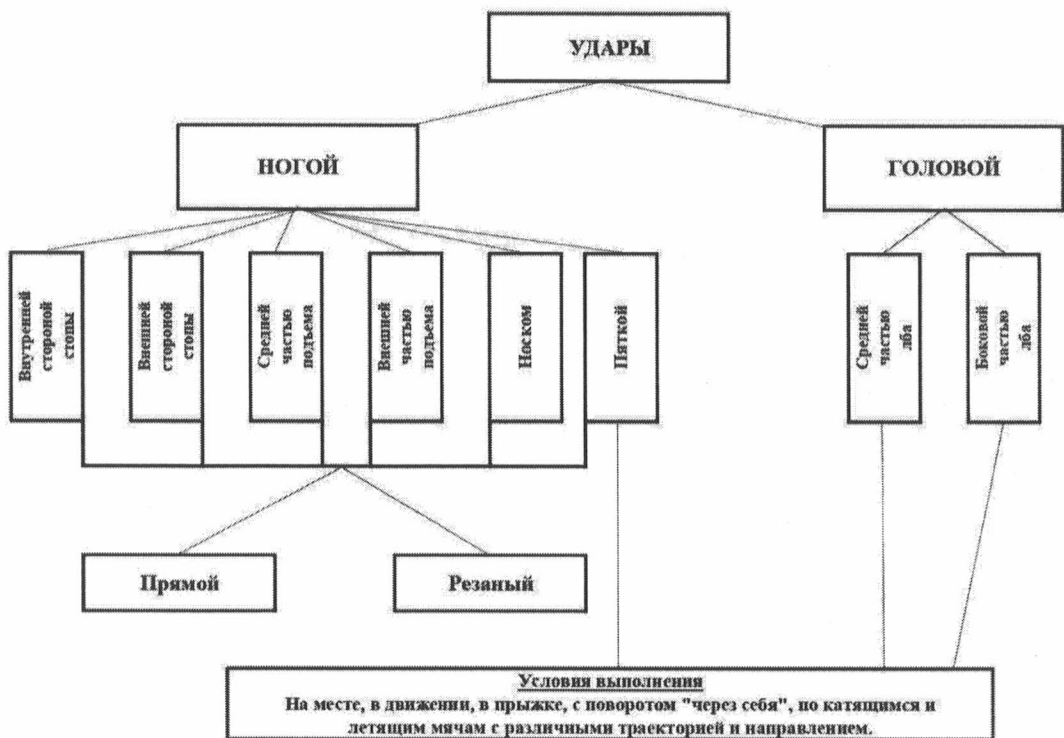 УДАРЫ
НОГОЙ
ГОЛОВОЙ
Внутренней
стороной
стопы
Внешней
стороной
стопы
Средней
частью
подъема
Внешней
частью
подъема
Носком
Пяткой
Средней
частью
лба
Боковой
частью
лба
Прямой
Резаный
Условия выполнения
На месте, в движении, в прыжке, с поворотом "через себя", по катящимся и
летящим мячам с различными траекторией и направлением.